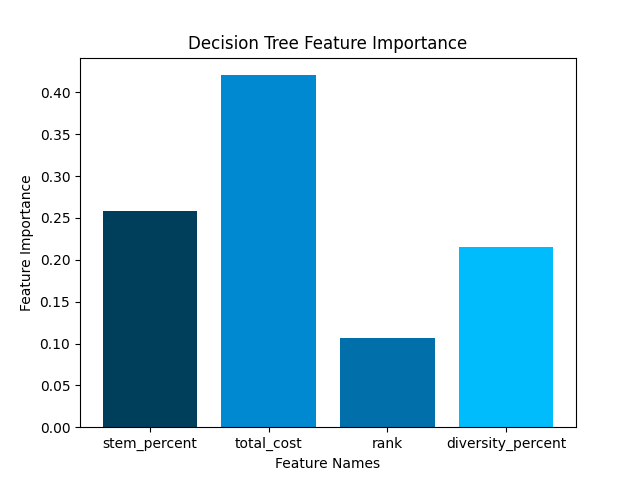 Decision Tree Feature Importance
Feature Importance
0.40
0.35
0.30
0.25
0.20
0.15
0.10
0.05
0.00
stem_percent total_cost rank diversity_percent
Feature Names